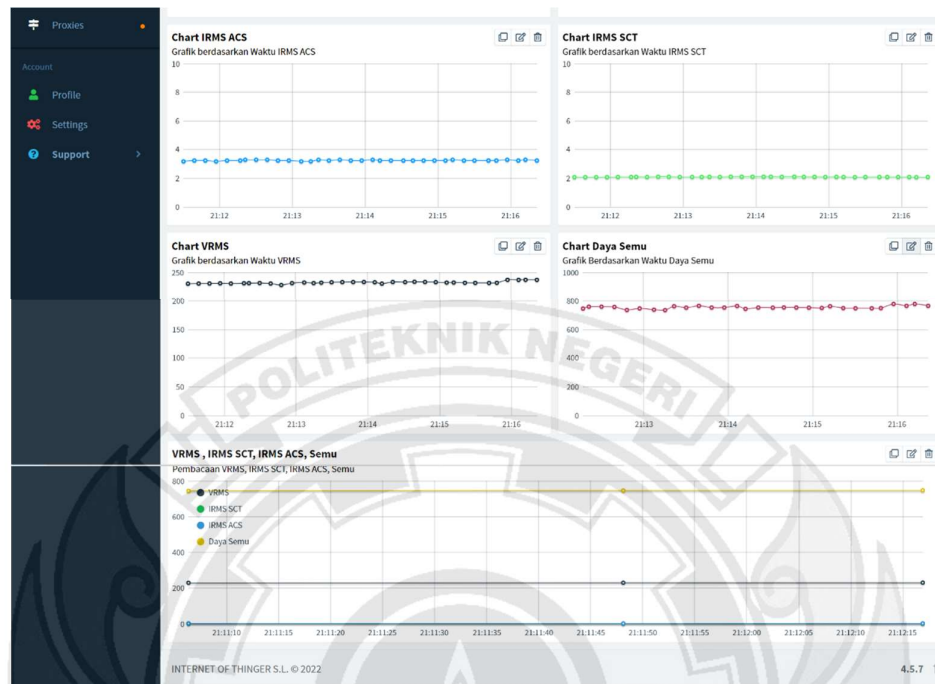 Proxies
Account
Profile
Settings
Support
Chart IRMS ACS
Grafik berdasarkan Waktu IRMS ACS
10
8
6
4
2
0
21:12 21:13 21:14 21:15 21:16
Chart IRMS SCT
Grafik berdasarkan Waktu IRMS SCT
10
8
6
4
2
0
21:12 21:13 21:14 21:15 21:16
Chart VRMS
Grafik berdasarkan Waktu VRMS
250
200
150
100
50
0
21:12 21:13 21:14 21:15 21:16
Chart Daya Semu
Grafik Berdasarkan Waktu Daya Semu
1000
800
600
400
200
0
21:13 21:14 21:15 21:16
POLITEKNIK NEGERI
VRMS , IRMS SCT, IRMS ACS, Semu
Pembacaan VRMS, IRMS SCT, IRMS ACS, Semu
800
600
400
200
0
VRMS
IRMS SCT
IRMS ACS
Daya Semu
21:11:10 21:11:15 21:11:20 21:11:25 21:11:30 21:11:35 21:11:40 21:11:45 21:11:50 21:11:55 21:12:00 21:12:05 21:12:10 21:12:15
INTERNET OF THINGER S.L. © 2022
4.5.7